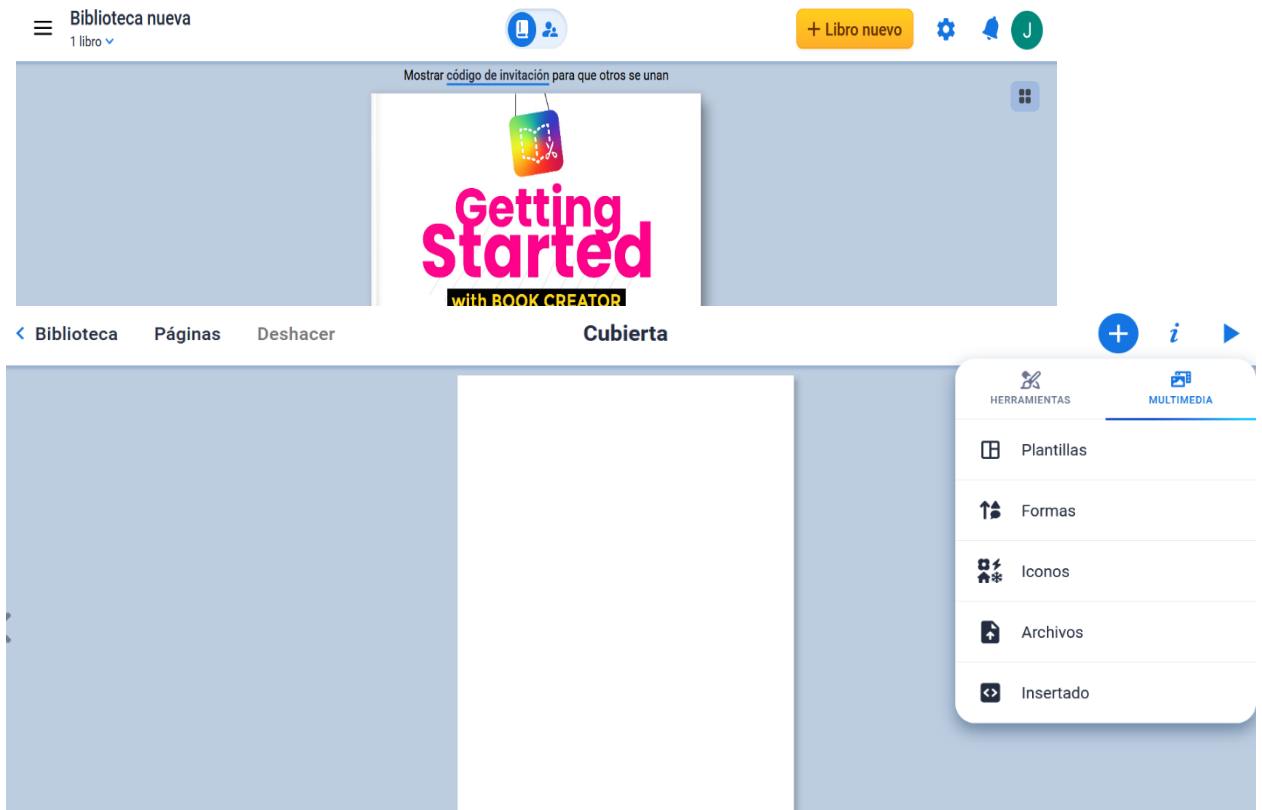 Biblioteca nueva
1 libro
+ Libro nuevo
J
Mostrar código de invitación para que otros se unan
Getting
Started
with BOOK CREATOR
Biblioteca
Páginas
Deshacer
Cubierta
HERRAMIENTAS
MULTIMEDIA
Plantillas
Formas
Iconos
Archivos
Insertado